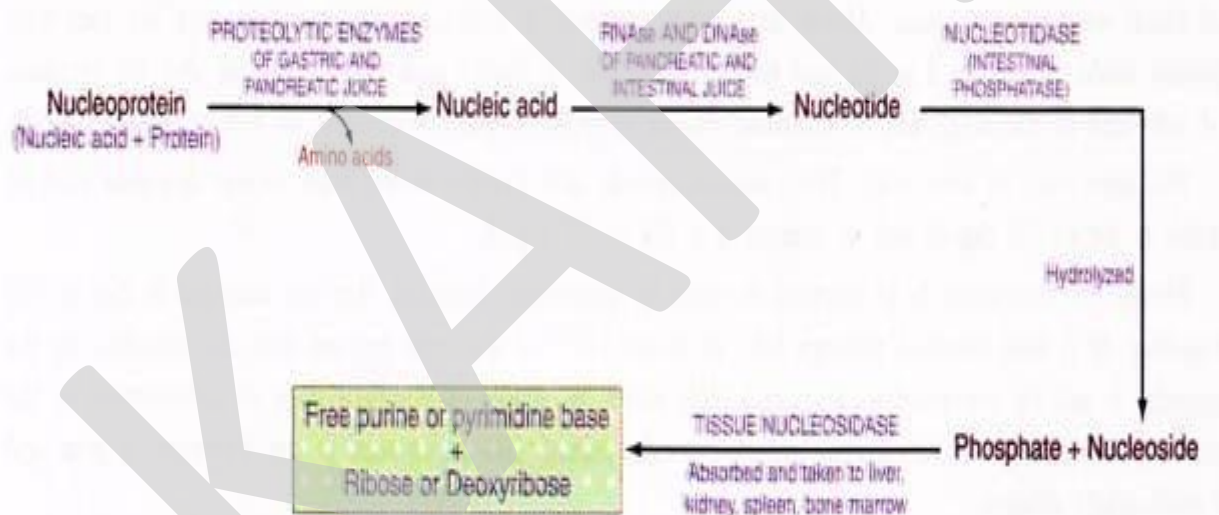 PROTEOLYTIC ENZYMES
OF GASTRIC AND
PANCREATIC JUICE
RNAse AND DNAse
OF PANCREATIC AND
INTESTINAL JUICE
NUCLEOTIDASE
(INTESTINAL
PHOSPHATASE)
Nucleoprotein
(Nucleic acid + Protein)
Nucleic acid
Nucleotide
Amino acids
Hydrolyzed
Phosphate + Nucleoside
TISSUE NUCLEOSIDASE
Absorbed and taken to liver,
kidney, spleen, bone marrow
Free purine or pyrimidine base
+
Ribose or Deoxyribose